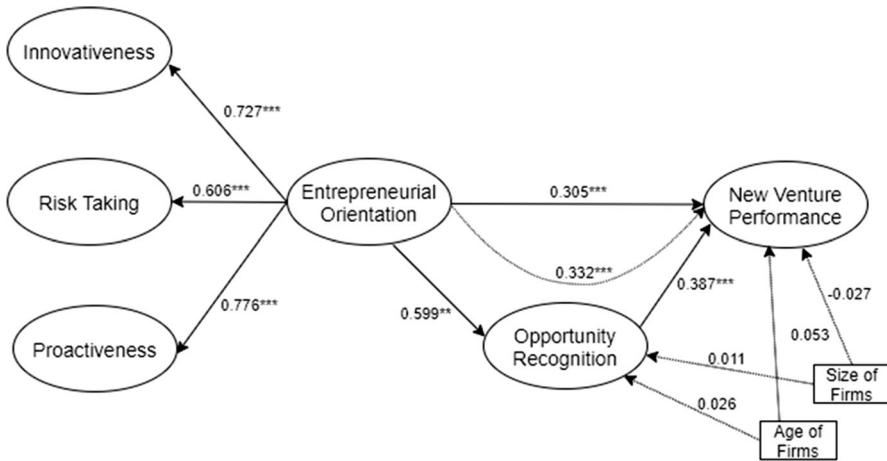 Innovativeness
0.727***
Risk Taking
0.606***
Entrepreneurial
Orientation
0.305***
New Venture
Performance
0.332***
0.387***
-0.027
0.776***
0.599**
Proactiveness
Opportunity
Recognition
0.053
0.011
Size of
Firms
0.026
Age of
Firms